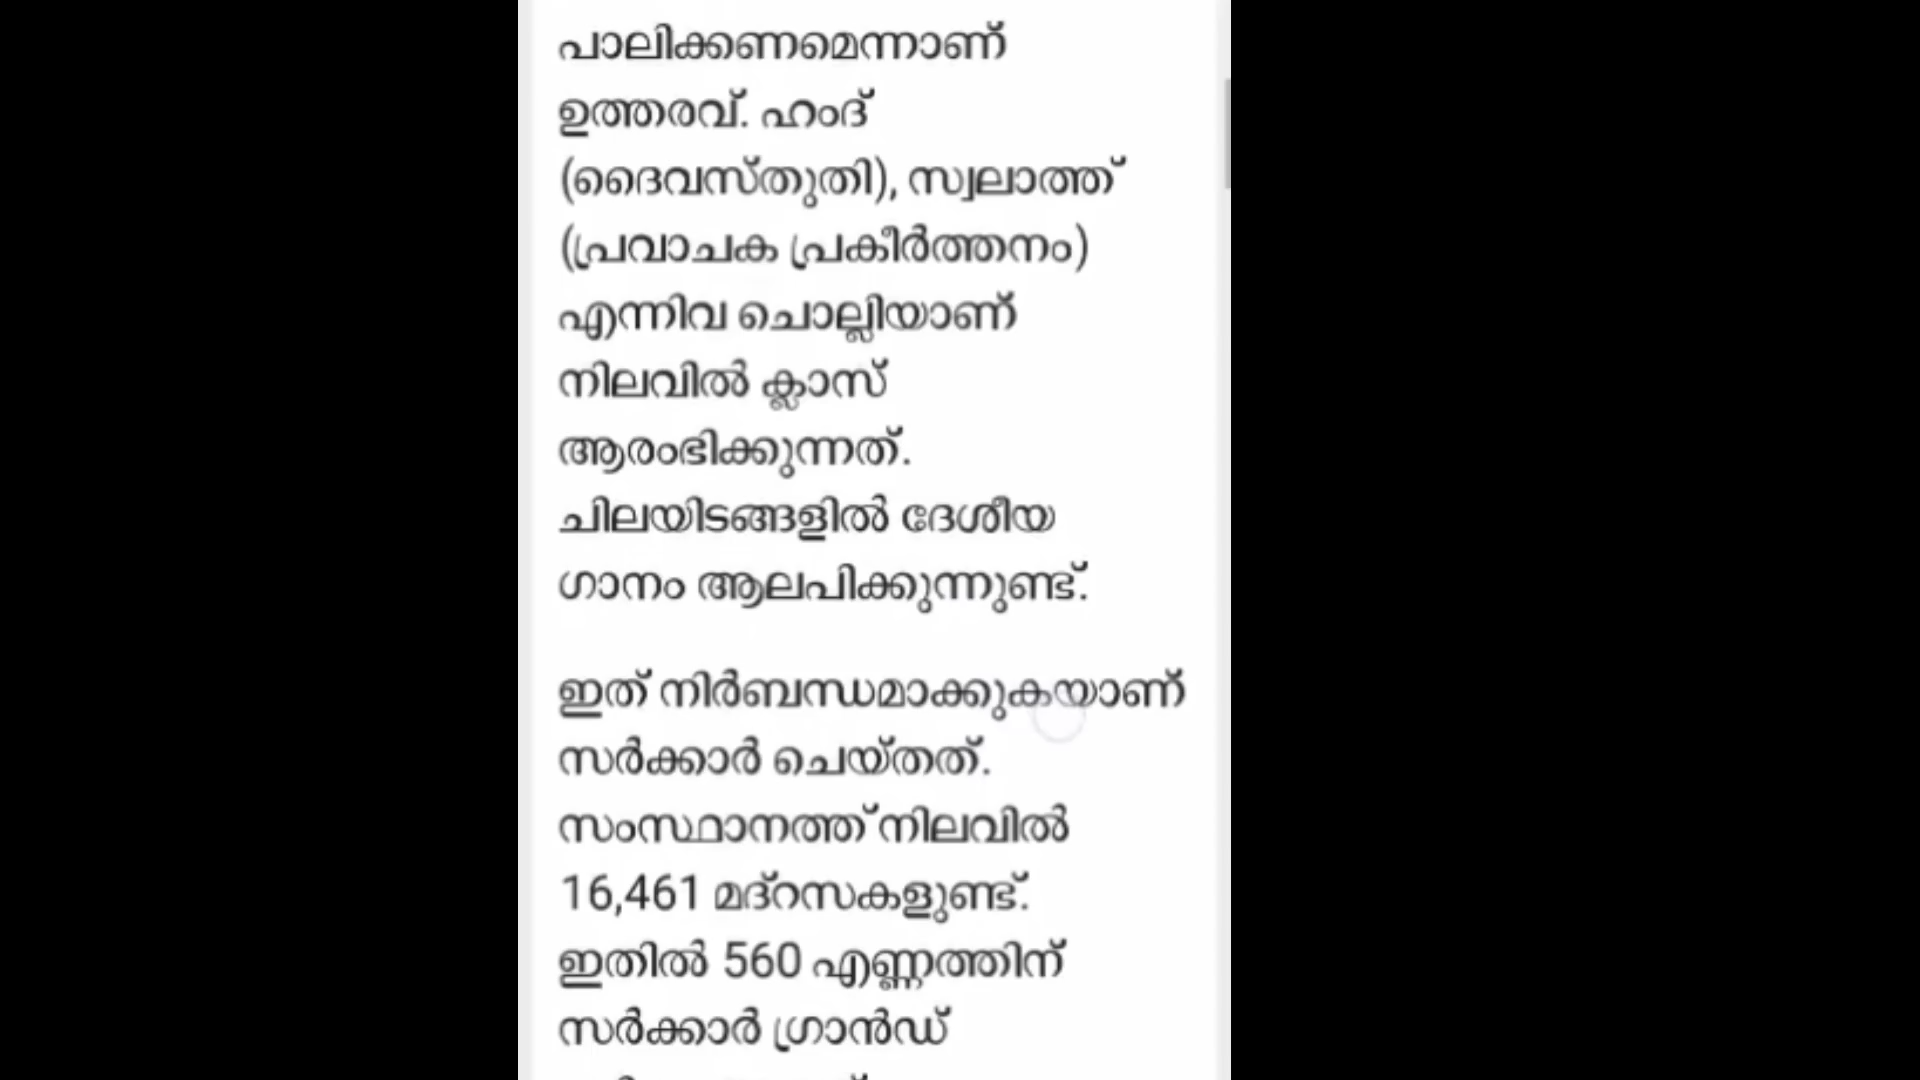 പാലിക്കണമെന്നാണ്
ഉത്തരവ്. ഹംദ്
(ദൈവസ്തുതി), സ്വലാത്ത്
(പ്രവാചക പ്രകീർത്തനം)
എന്നിവ ചൊല്ലിയാണ്
നിലവിൽ ക്ലാസ്
ആരംഭിക്കുന്നത്.
ചിലയിടങ്ങളിൽ ദേശീയ
ഗാനം ആലപിക്കുന്നുണ്ട്.
ഇത് നിർബന്ധമാക്കുകയാണ്
സർക്കാർ ചെയ്തത്.
സംസ്ഥാനത്ത് നിലവിൽ
16,461 മദ്റസകളുണ്ട്.
ഇതിൽ 560 എണ്ണത്തിന്
സർക്കാർ ഗ്രാൻഡ്